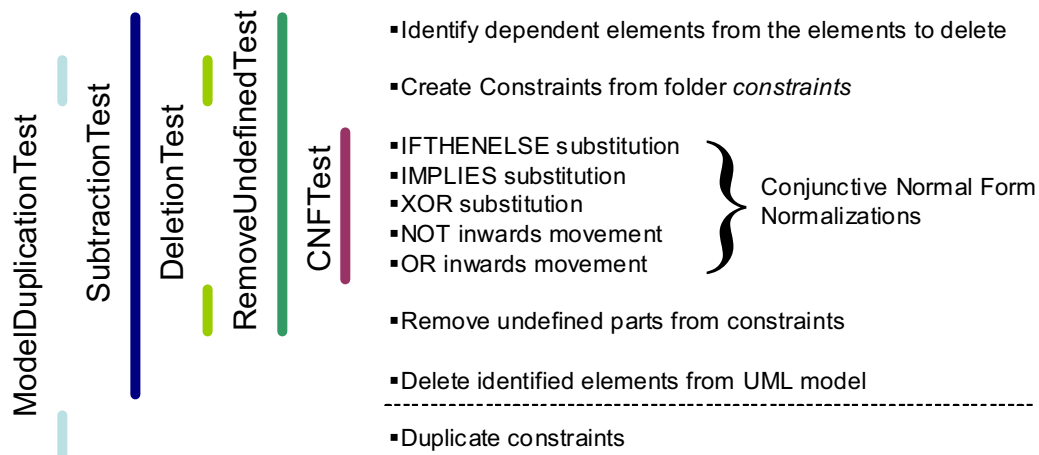 ModelDuplicationTest
SubtractionTest
DeletionTest
RemoveUndefinedTest
CNFTest
▪Identify dependent elements from the elements to delete
▪Create Constraints from folder constraints
▪IFTHENELSE substitution
▪IMPLIES substitution
▪XOR substitution
▪NOT inwards movement
▪OR inwards movement
Conjunctive Normal Form
Normalizations
▪Remove undefined parts from constraints
▪Delete identified elements from UML model
▪Duplicate constraints